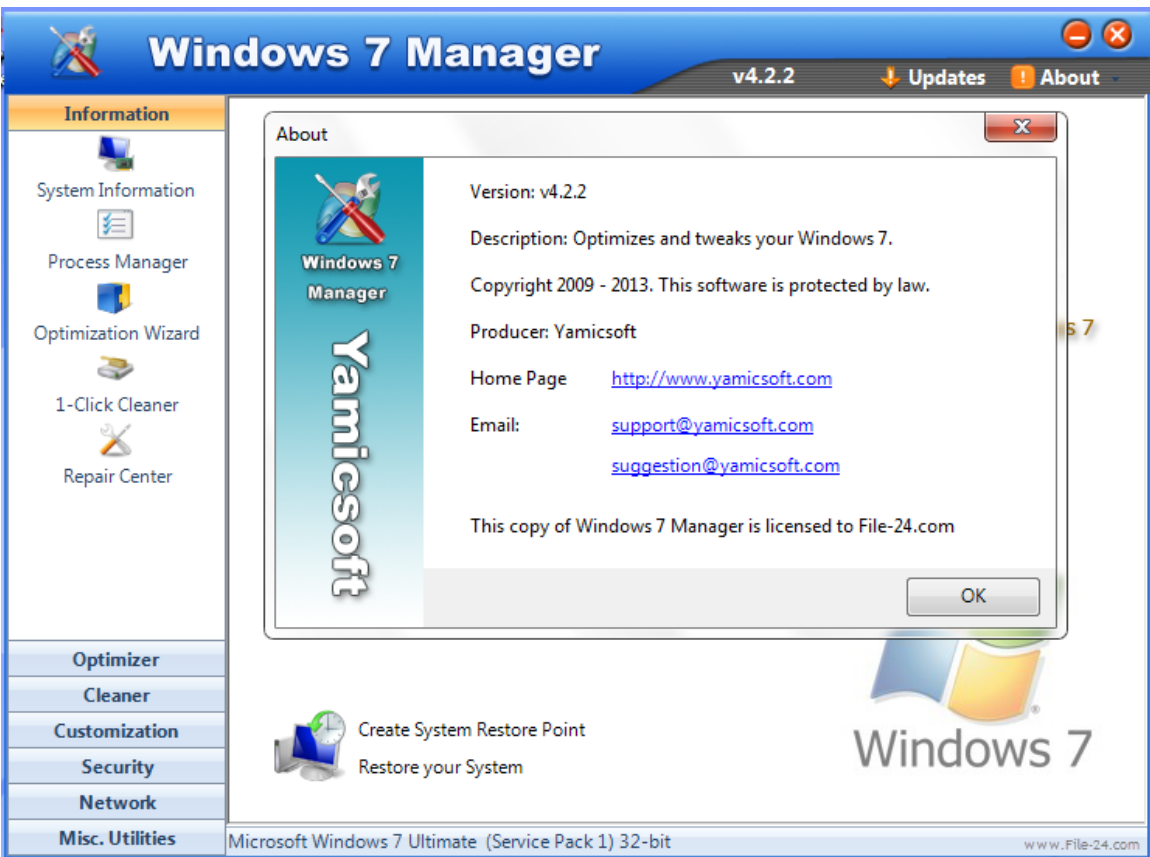 Windows 7 Manager
v4.2.2
Updates
About
Information
System Information
Process Manager
Optimization Wizard
1-Click Cleaner
Repair Center
Optimizer
Cleaner
Customization
Security
Network
Misc. Utilities
About
Windows 7
Manager
Yamicsoft
Version: v4.2.2
Description: Optimizes and tweaks your Windows 7.
Copyright 2009 - 2013. This software is protected by law.
Producer: Yamicsoft
Home Page http://www.yamicsoft.com
Email: support@yamicsoft.com
suggestion@yamicsoft.com
This copy of Windows 7 Manager is licensed to File-24.com
OK
7
Create System Restore Point
Restore your System
Windows 7
Microsoft Windows 7 Ultimate (Service Pack 1) 32-bit
www.File-24.com